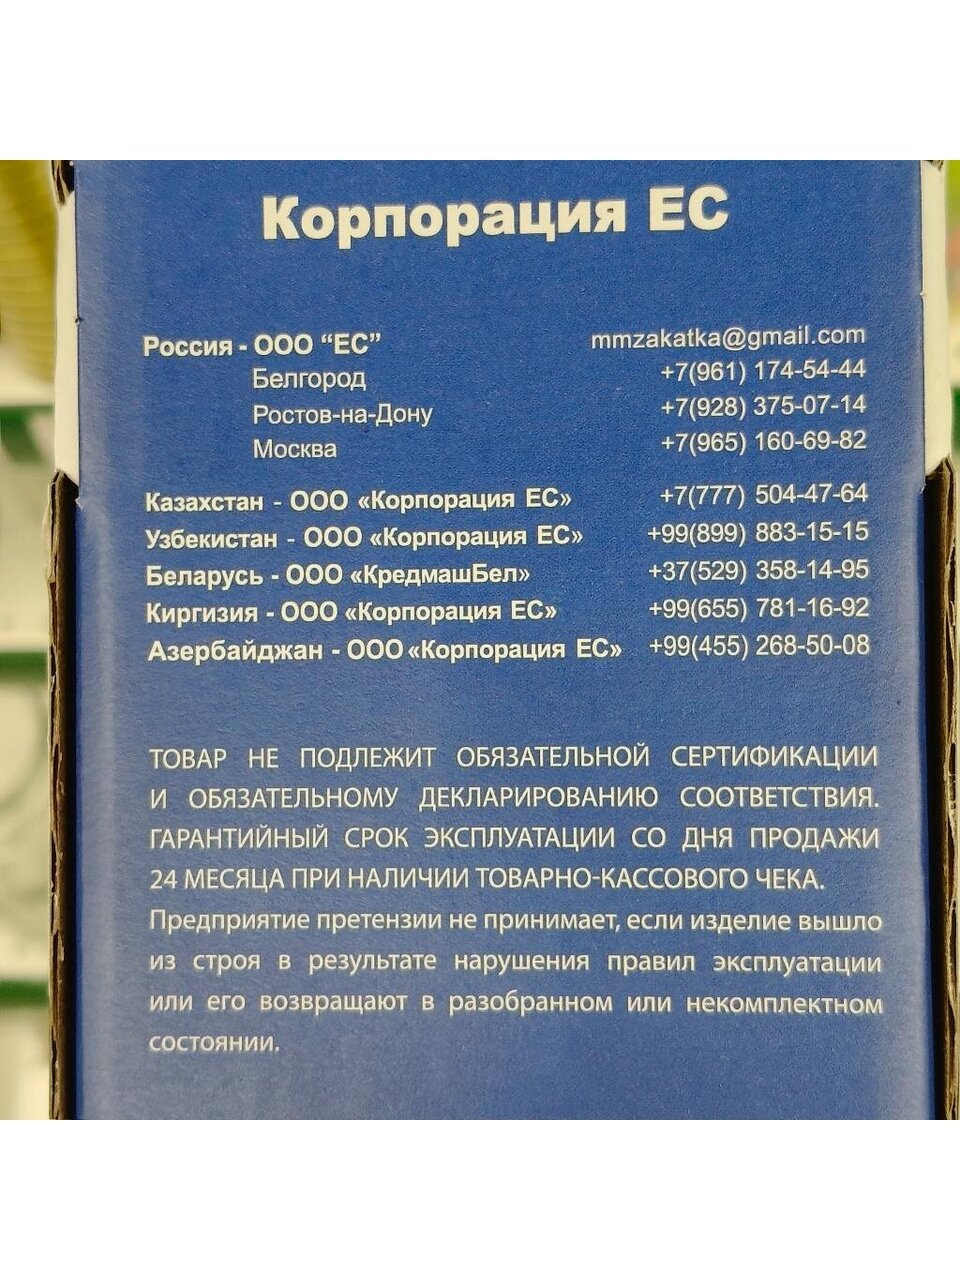 Корпорация ЕС
Россия - ООО “ЕС” mmzakatka@gmail.com
Белгород +7(961) 174-54-44
Ростов-на-Дону +7(928) 375-07-14
Москва +7(965) 160-69-82
Казахстан - ООО «Корпорация ЕС» +7(777) 504-47-64
Узбекистан - ООО «Корпорация ЕС» +99(899) 883-15-15
Беларусь - ООО «КредмашБел» +37(529) 358-14-95
Киргизия - ООО «Корпорация ЕС» +99(655) 781-16-92
Азербайджан - ООО «Корпорация ЕС» +99(455) 268-50-08
ТОВАР НЕ ПОДЛЕЖИТ ОБЯЗАТЕЛЬНОЙ СЕРТИФИКАЦИИ
И ОБЯЗАТЕЛЬНОМУ ДЕКЛАРИРОВАНИЮ СООТВЕТСТВИЯ.
ГАРАНТИЙНЫЙ СРОК ЭКСПЛУАТАЦИИ СО ДНЯ ПРОДАЖИ
24 МЕСЯЦА ПРИ НАЛИЧИИ ТОВАРНО-КАССОВОГО ЧЕКА.
Предприятие претензии не принимает, если изделие вышло
из строя в результате нарушения правил эксплуатации
или его возвращают в разобранном или некомплектном
состоянии.